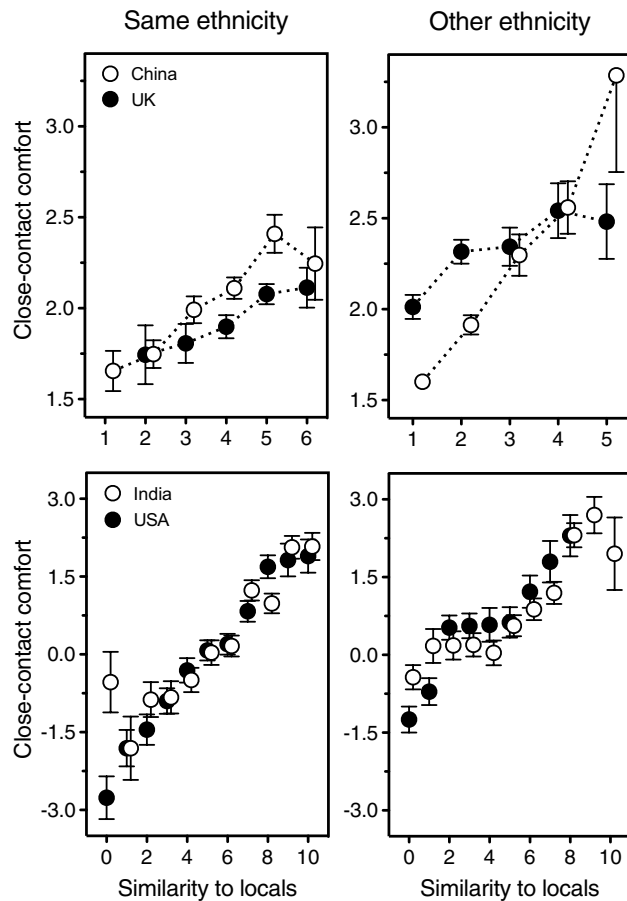 Same ethnicity
Other ethnicity
Close-contact comfort
3.0
2.5
2.0
1.5
China
UK
1 2 3 4 5 6
3.0
2.5
2.0
1.5
1 2 3 4 5
Close-contact comfort
3.0
1.5
0.0
-1.5
-3.0
India
USA
0 2 4 6 8 10
Similarity to locals
3.0
1.5
0.0
-1.5
-3.0
0 2 4 6 8 10
Similarity to locals